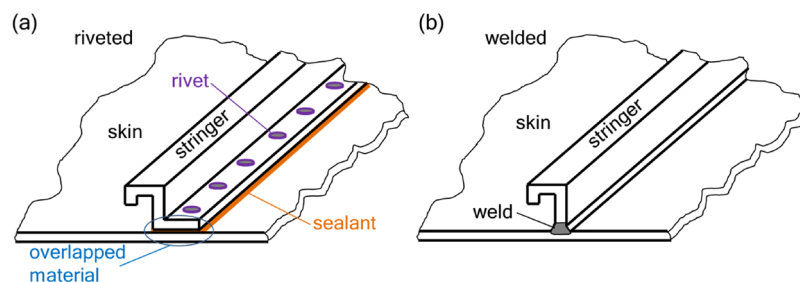 (a)
riveted
rivet
skin
stringer
sealant
overlapped
material
(b)
welded
skin
stringer
weld